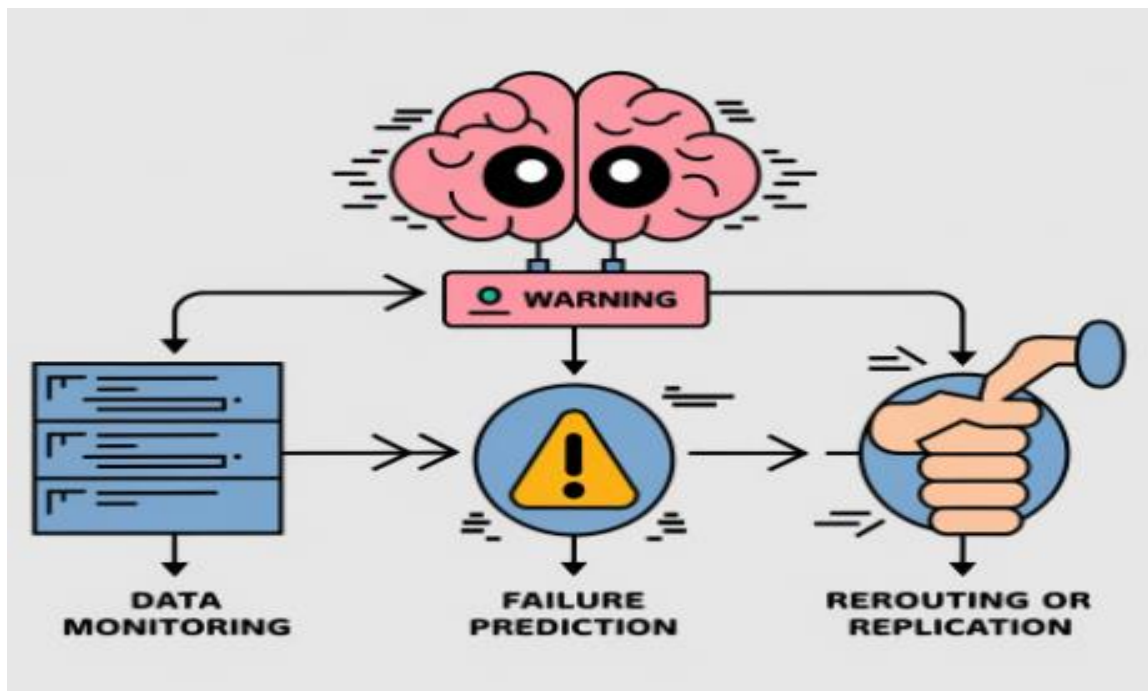 WARNING
DATA
MONITORING
FAILURE
PREDICTION
REROUTING OR
REPLICATION